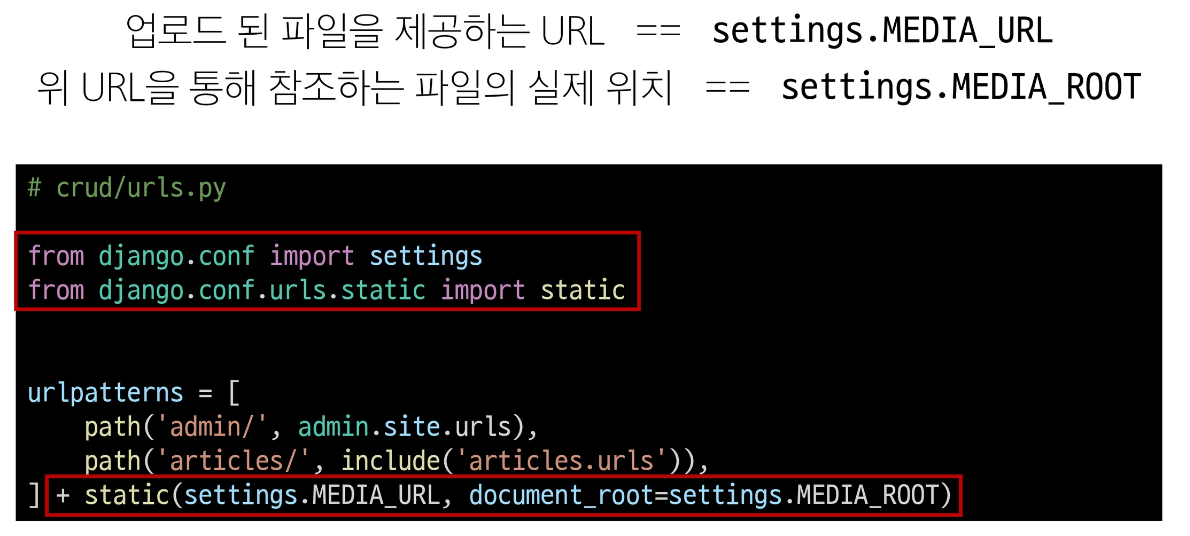 업로드 된 파일을 제공하는 URL == settings.MEDIA_URL
위 URL을 통해 참조하는 파일의 실제 위치 == settings.MEDIA_ROOT
# crud/urls.py
from django.conf import settings
from django.conf.urls.static import static
urlpatterns = [
    path('admin/', admin.site.urls),
    path('articles/', include('articles.urls')),
] + static(settings.MEDIA_URL, document_root=settings.MEDIA_ROOT)